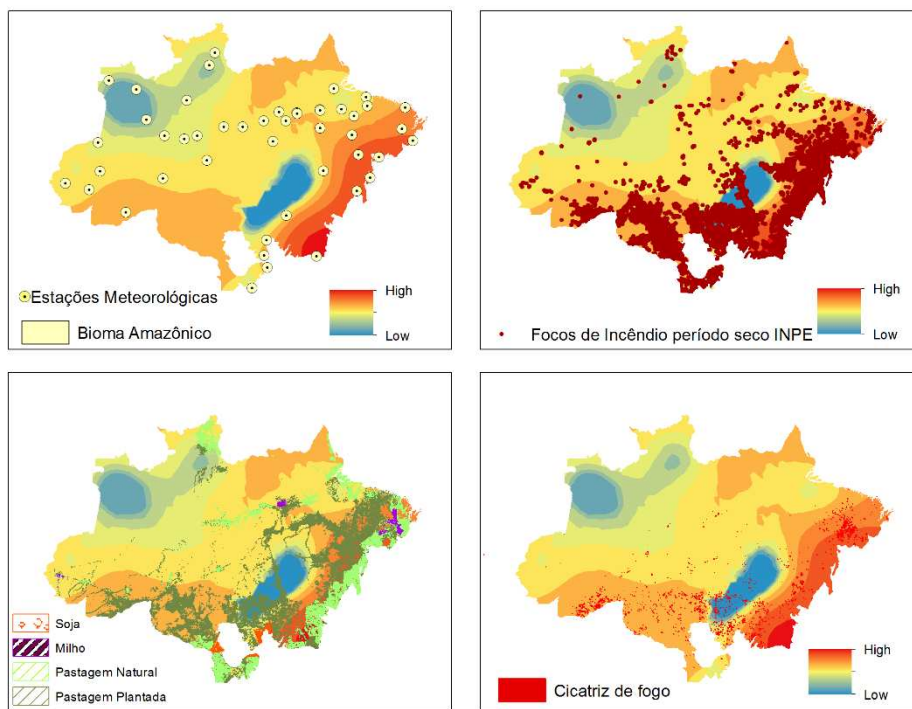 Estações Meteorológicas
Bioma Amazônico
High
Low
Focos de Incêndio período seco INPE
High
Low
Soja
Milho
Pastagem Natural
Pastagem Plantada
Cicatriz de fogo
High
Low